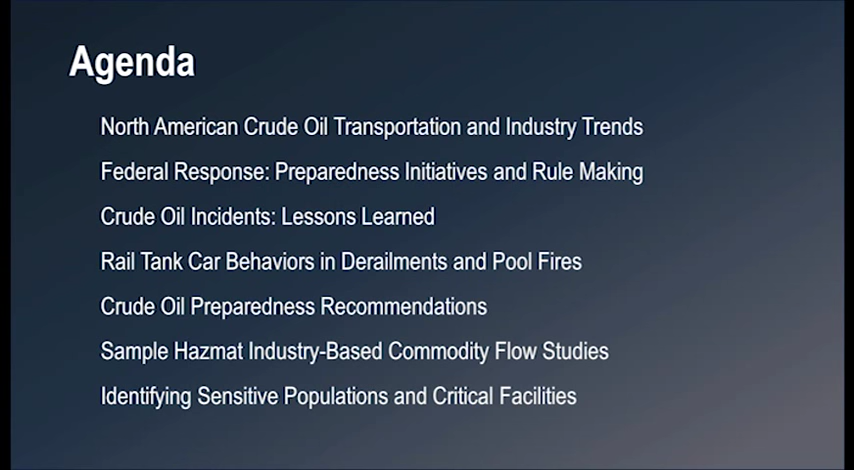 Agenda
North American Crude Oil Transportation and Industry Trends
Federal Response: Preparedness Initiatives and Rule Making
Crude Oil Incidents: Lessons Learned
Rail Tank Car Behaviors in Derailments and Pool Fires
Crude Oil Preparedness Recommendations
Sample Hazmat Industry-Based Commodity Flow Studies
Identifying Sensitive Populations and Critical Facilities